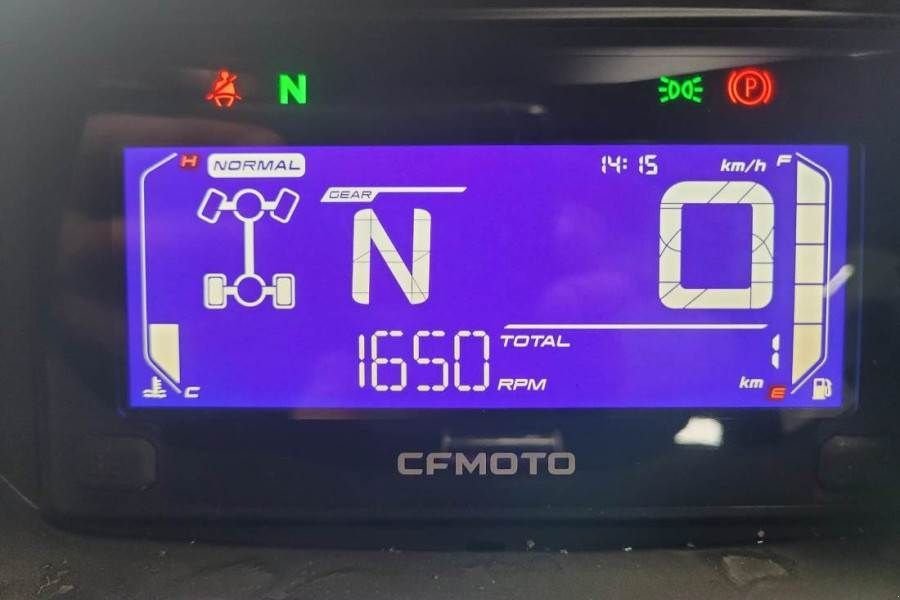 N P
H NORMAL 14:15 km/h F
GEAR
N 0
1650 RPM
TOTAL
1
km E
C
CFMOTO